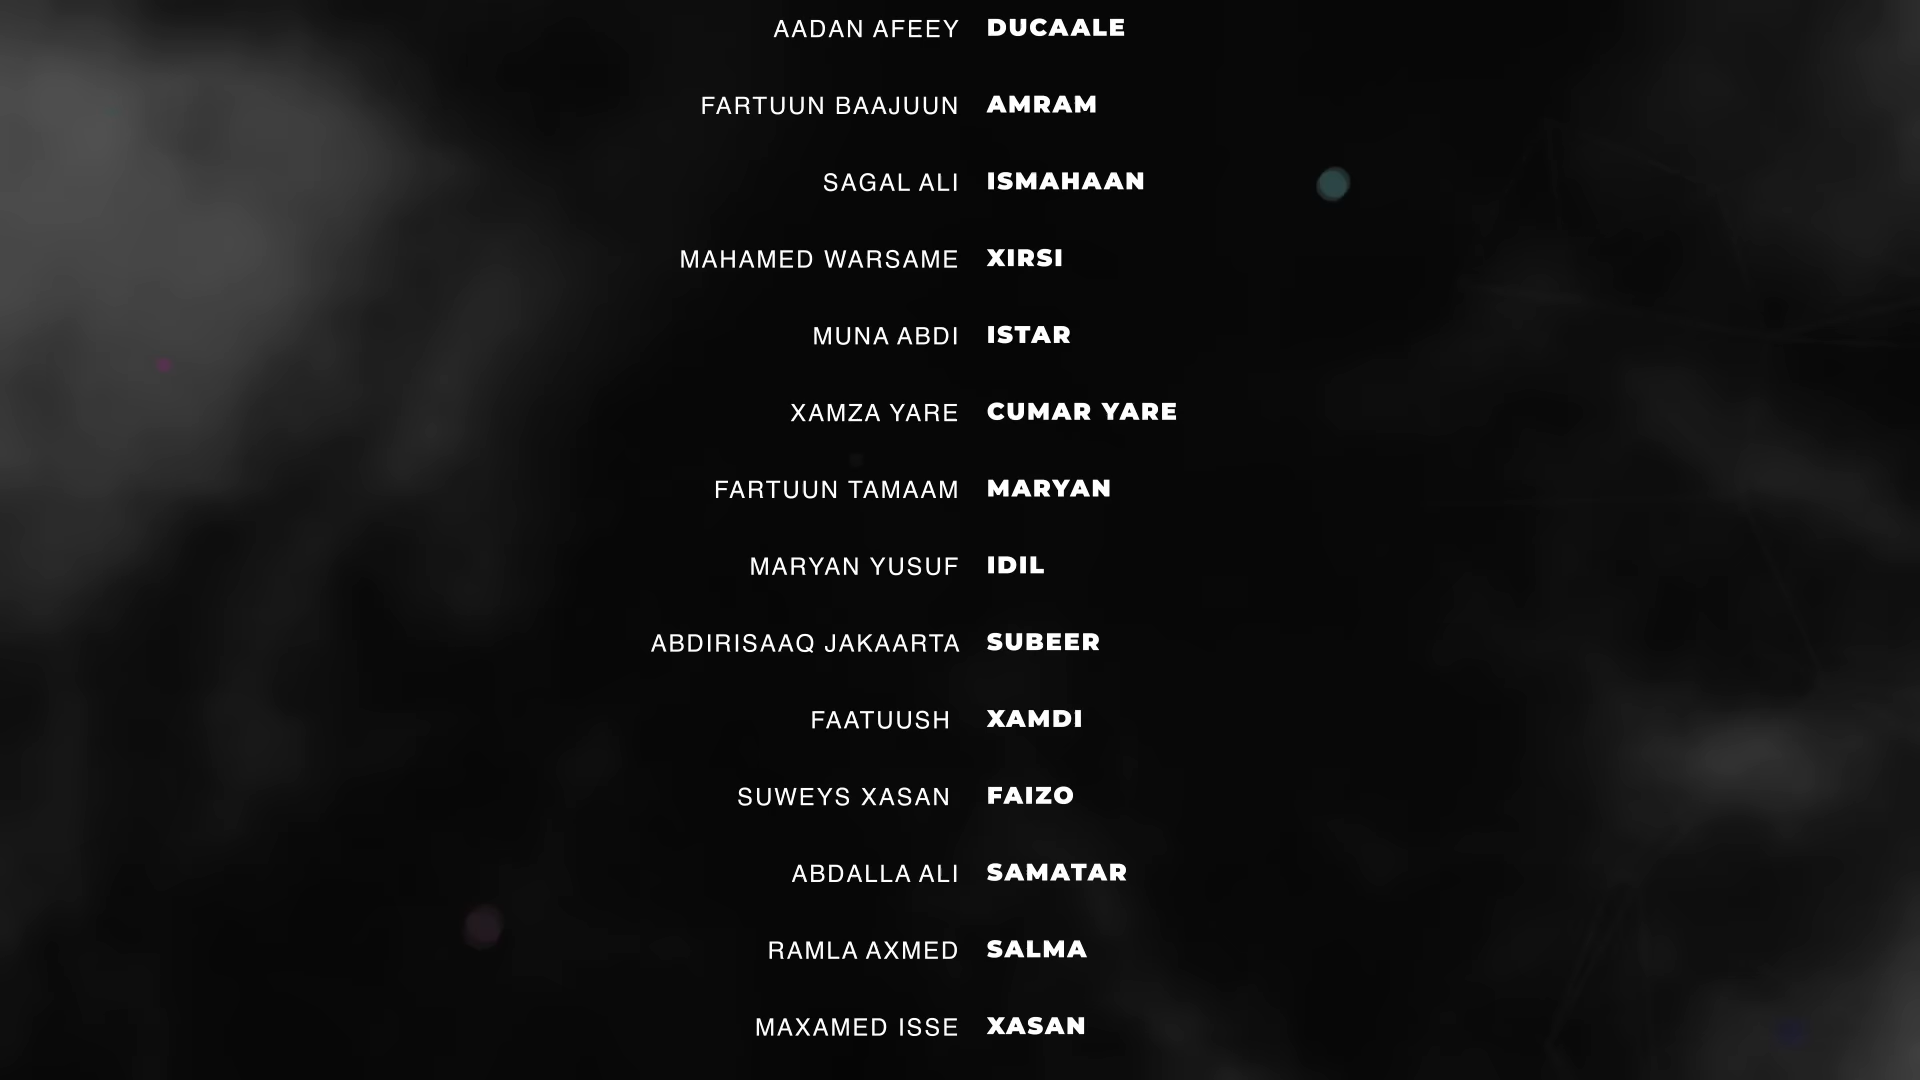 AADAN AFEEY DUCAALE
FARTUUN BAAJUUN AMRAM
SAGAL ALI ISMAHAAN
MAHAMED WARSAME XIRSI
MUNA ABDI ISTAR
XAMZA YARE CUMAR YARE
FARTUUN TAMAAM MARYAN
MARYAN YUSUF IDIL
ABDIRISAAQ JAKAARTA SUBEER
FAATUUSH XAMDI
SUWEYS XASAN FAIZO
ABDALLA ALI SAMATAR
RAMLA AXMED SALMA
MAXAMED ISSE XASAN